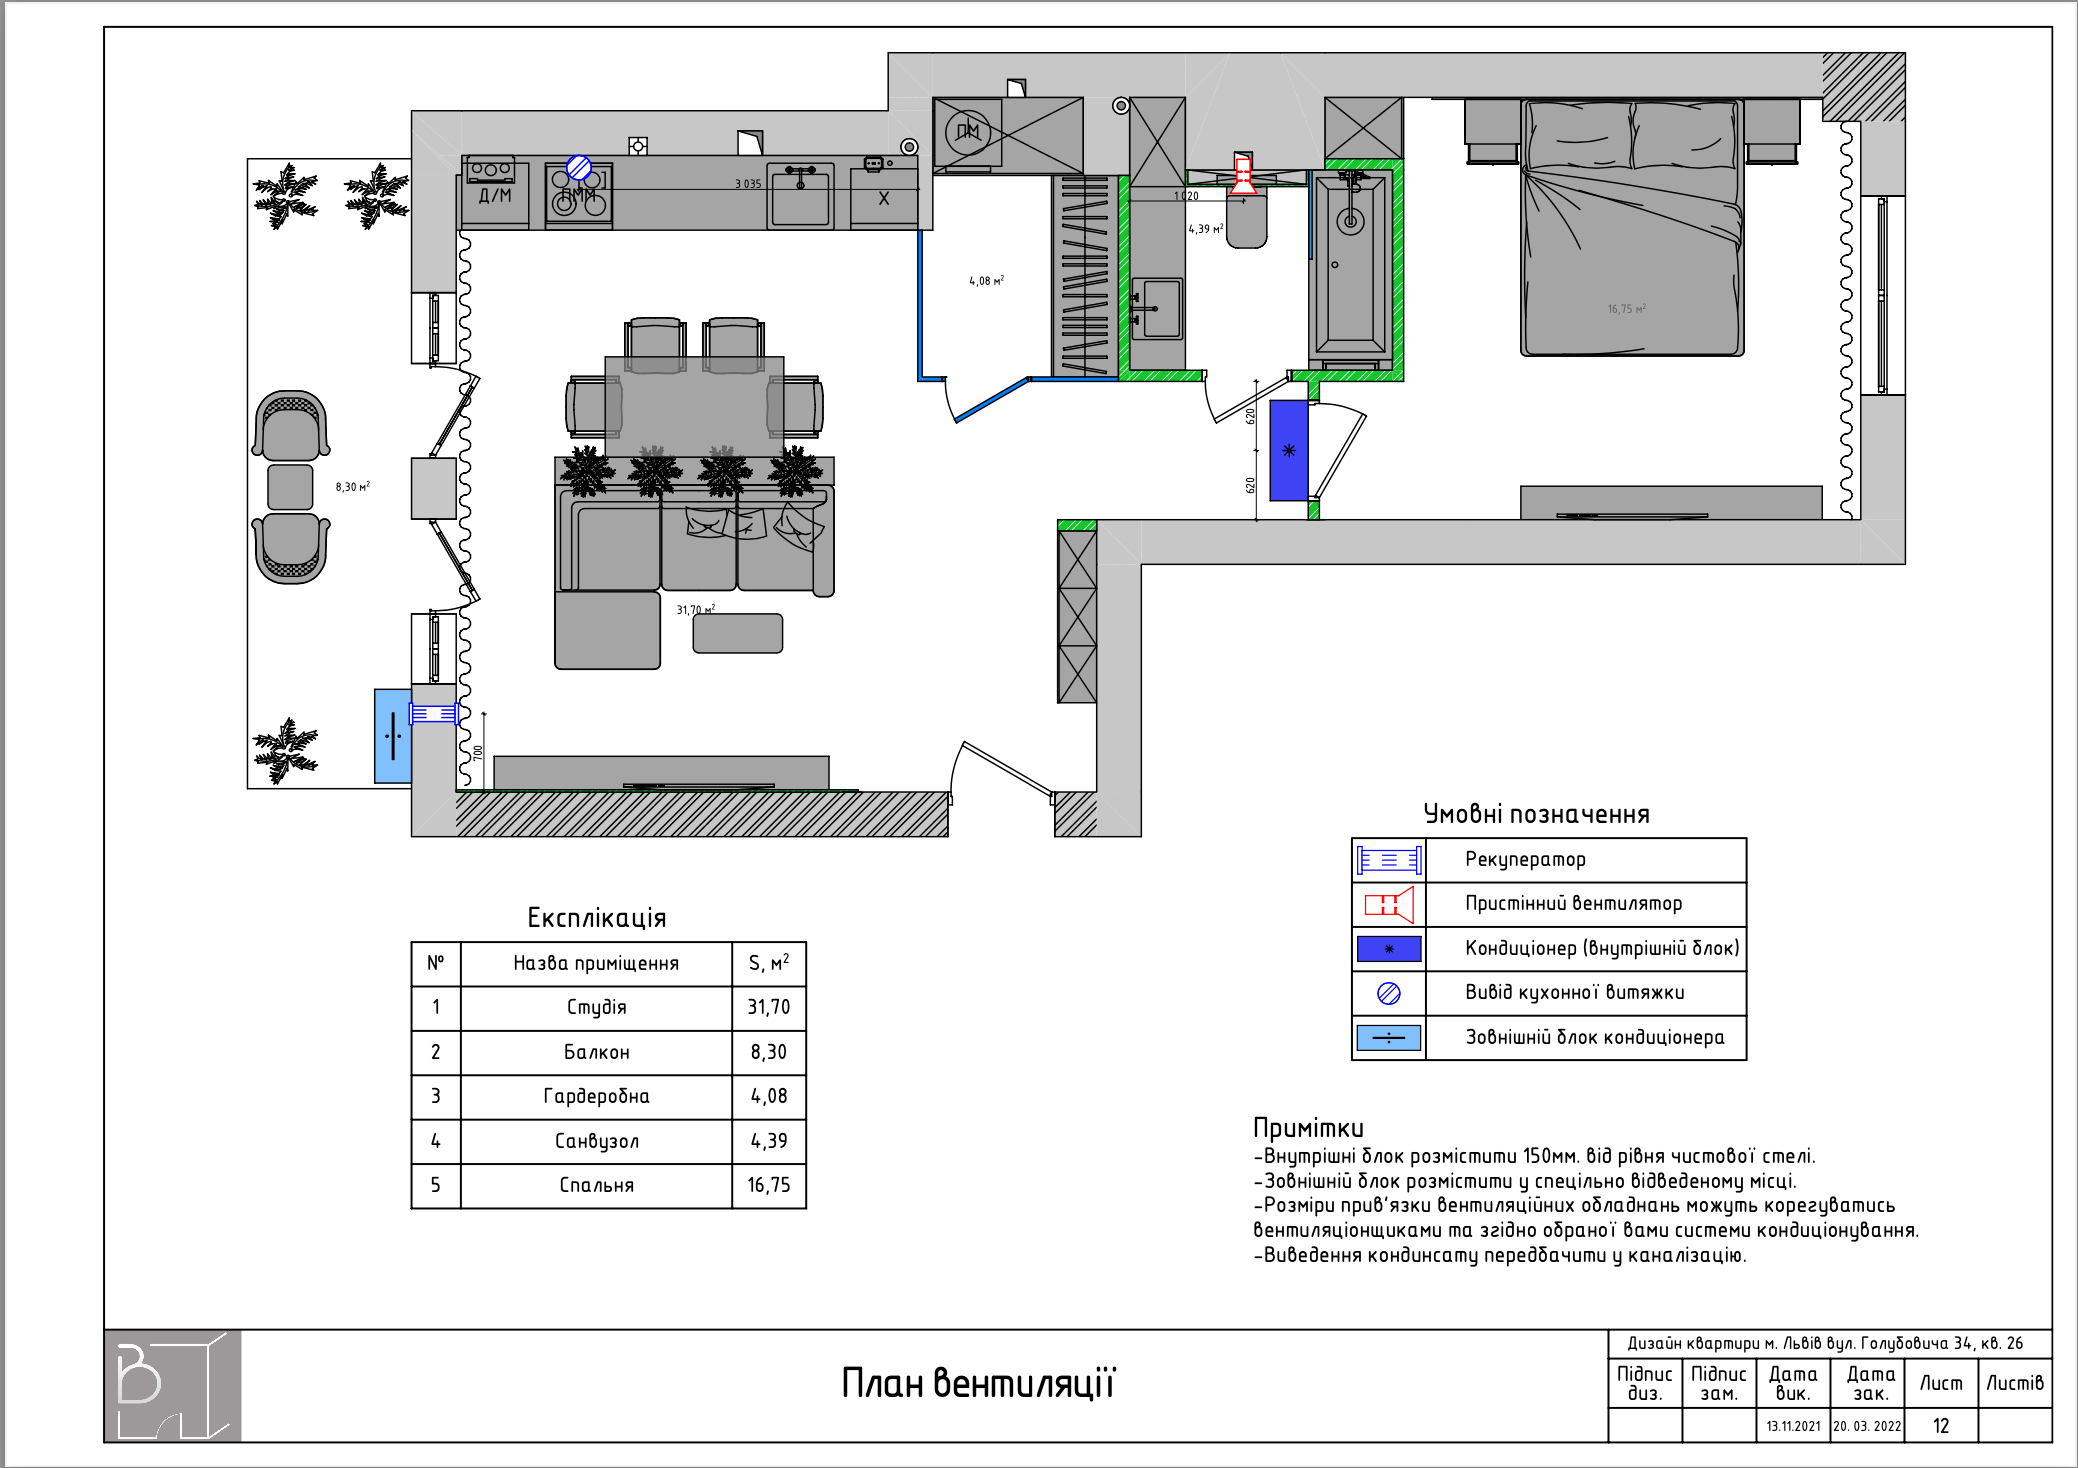 ПМ
Д/М
ПММ
3 035
Х
1 020
4,39 м²
4,08 м²
16,75 м²
620
620
8,30 м²
31,70 м²
700
Умовні позначення
Рекуператор
Пристінний вентилятор
Кондиціонер (внутрішній блок)
Вивід кухонної витяжки
Зовнішній блок кондиціонера
Експлікація
№ Назва приміщення S, м²
1 Студія 31,70
2 Балкон 8,30
3 Гардеробна 4,08
4 Санвузол 4,39
5 Спальня 16,75
Примітки
-Внутрішні блок розмістити 150мм. від рівня чистової стелі.
-Зовнішній блок розмістити у спеціьно відведеному місці.
-Розміри прив'язки вентиляційних обладнань можуть корегуватись
вентиляціонщиками та згідно обраної вами системи кондиціонування.
-Виведення кондинсату передбачити у каналізацію.
План вентиляції
Дизайн квартири м. Львів вул. Голубовича 34, кв. 26
Підпис диз. Підпис зам. Дата вик. Дата зак. Лист Листів
13.11.2021 20. 03. 2022 12
В